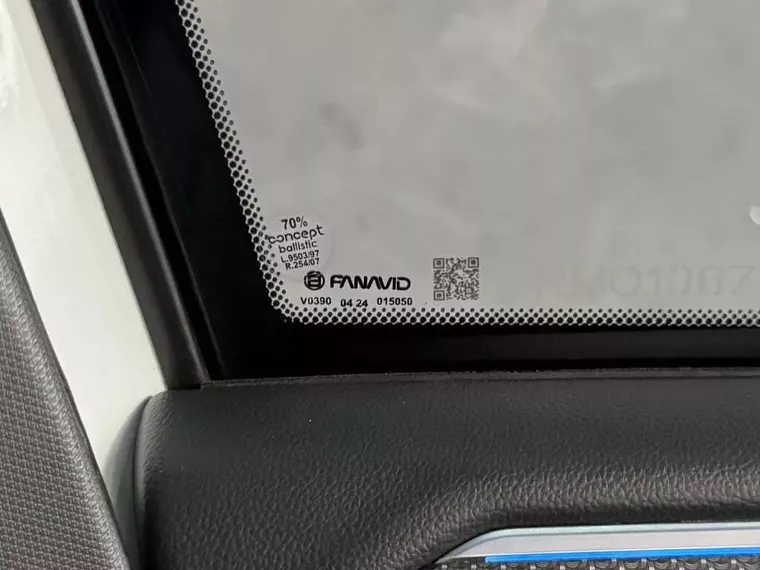 70%
concept
ballistic
L.9503/97
R.254/07
FANAVID
V0390 04 24 015050